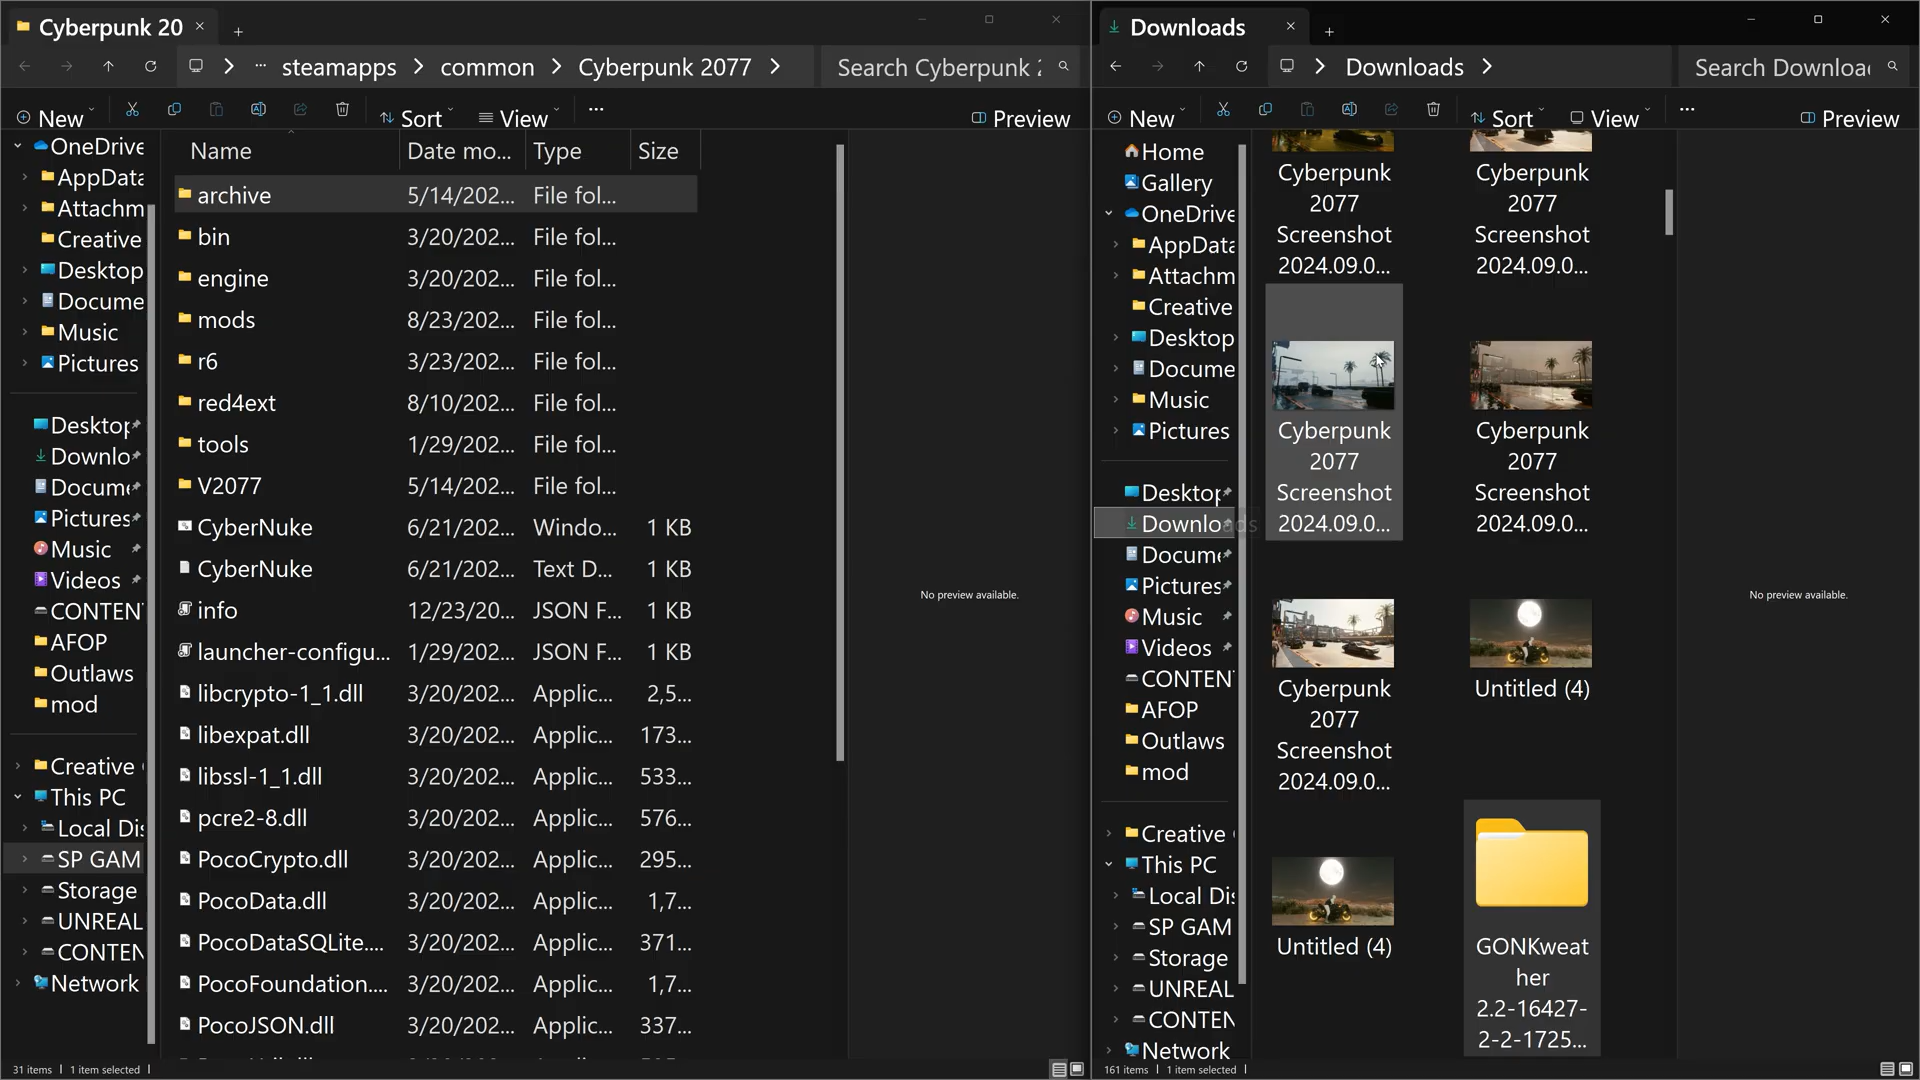 Cyberpunk 20
steamapps > common > Cyberpunk 2077 >
Search Cyberpunk 2
New
Sort
View
...
Preview
OneDrive
AppData
Attachm
Creative
Desktop
Docume
Music
Pictures
Desktop
Downlo
Docume
Pictures
Music
Videos
CONTEN
AFOP
Outlaws
mod
Creative
This PC
Local Dis
SP GAM
Storage
UNREAL
CONTEN
Network
Name Date mo... Type Size
archive 5/14/202... File fol...
bin 3/20/202... File fol...
engine 3/20/202... File fol...
mods 8/23/202... File fol...
r6 3/23/202... File fol...
red4ext 8/10/202... File fol...
tools 1/29/202... File fol...
V2077 5/14/202... File fol...
CyberNuke 6/21/202... Windo... 1 KB
CyberNuke 6/21/202... Text D... 1 KB
info 12/23/20... JSON F... 1 KB
launcher-configu... 1/29/202... JSON F... 1 KB
libcrypto-1_1.dll 3/20/202... Applic... 2,5...
libexpat.dll 3/20/202... Applic... 173...
libssl-1_1.dll 3/20/202... Applic... 533...
pcre2-8.dll 3/20/202... Applic... 576...
PocoCrypto.dll 3/20/202... Applic... 295...
PocoData.dll 3/20/202... Applic... 1,7...
PocoDataSQLite.... 3/20/202... Applic... 371...
PocoFoundation.... 3/20/202... Applic... 1,7...
PocoJSON.dll 3/20/202... Applic... 337...
No preview available.
31 items | 1 item selected |
Downloads
Downloads >
Search Downloa
New
Sort
View
...
Preview
Home
Gallery
OneDrive
AppData
Attachm
Creative
Desktop
Docume
Music
Pictures
Desktop
Downloads
Docume
Pictures
Music
Videos
CONTEN
AFOP
Outlaws
mod
Creative
This PC
Local Dis
SP GAM
Storage
UNREAL
CONTEN
Network
Cyberpunk
2077
Screenshot
2024.09.0...
Cyberpunk
2077
Screenshot
2024.09.0...
Cyberpunk
2077
Screenshot
2024.09.0...
Cyberpunk
2077
Screenshot
2024.09.0...
Cyberpunk
2077
Screenshot
2024.09.0...
Untitled (4)
Untitled (4)
GONKweat
her
2.2-16427-
2-2-1725...
No preview available.
161 items | 1 item selected |